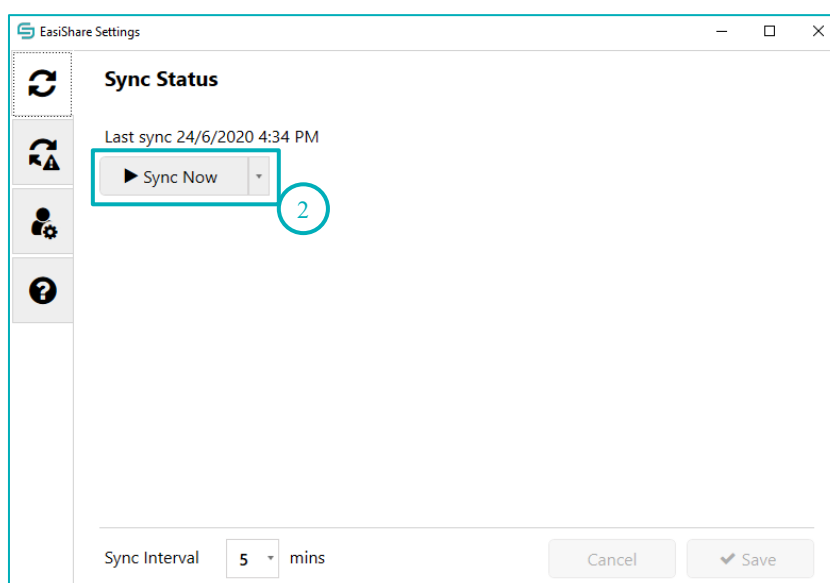 EasiShare Settings
Sync Status
Last sync 24/6/2020 4:34 PM
Sync Now
2
Sync Interval 5 mins Cancel Save